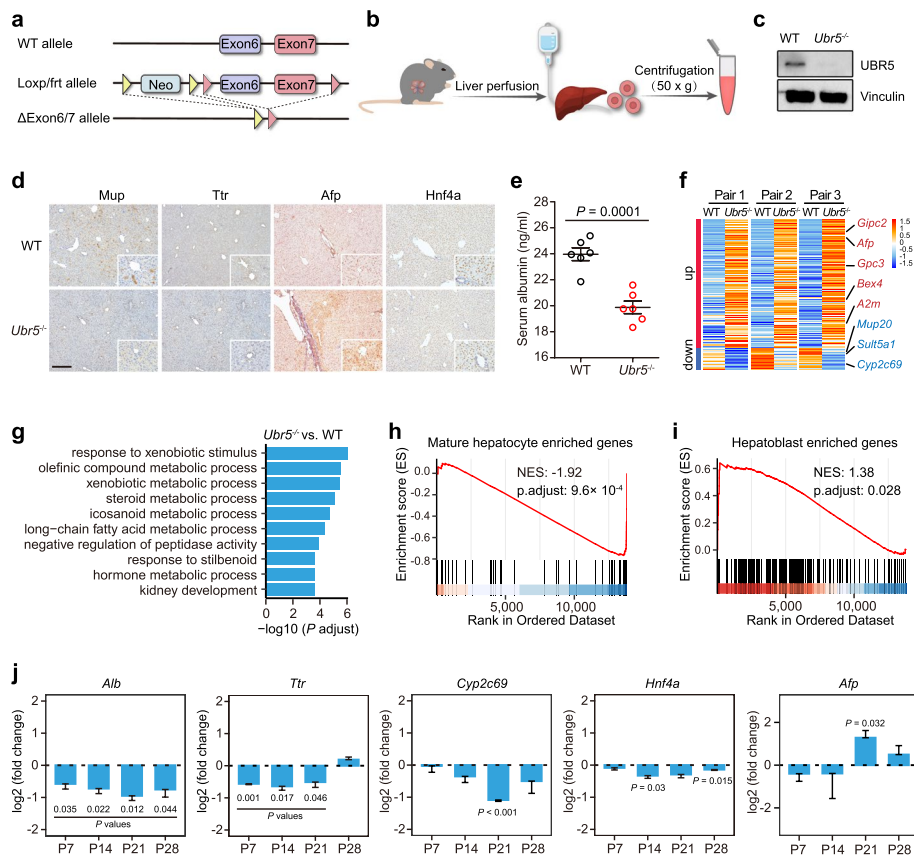 a
WT allele
Exon6
Exon7
Loxp/frt allele
Neo
Exon6
Exon7
ΔExon6/7 allele
b
Liver perfusion
Centrifugation
(50 x g)
c
WT Ubr5-/-
UBR5
Vinculin
d
Mup Ttr Afp Hnf4a
WT
Ubr5-/-
e
Serum albumin (ng/ml)
P = 0.0001
28
26
24
22
20
18
16
WT Ubr5-/-
f
Pair 1 Pair 2 Pair 3
WT Ubr5-/- WT Ubr5-/- WT Ubr5-/-
up
down
Gipc2
Afp
Gpc3
Bex4
A2m
Mup20
Sult5a1
Cyp2c69
1.5
1.0
0.5
0
-0.5
-1.0
-1.5
g
Ubr5-/- vs. WT
response to xenobiotic stimulus
olefinic compound metabolic process
xenobiotic metabolic process
steroid metabolic process
icosanoid metabolic process
long−chain fatty acid metabolic process
negative regulation of peptidase activity
response to stilbenoid
hormone metabolic process
kidney development
0 2 4 6
−log10 (P adjust)
h
Mature hepatocyte enriched genes
Enrichment score (ES)
NES: -1.92
p.adjust: 9.6× 10-4
0.0
-0.2
-0.4
-0.6
-0.8
5,000 10,000
Rank in Ordered Dataset
i
Hepatoblast enriched genes
Enrichment score (ES)
NES: 1.38
p.adjust: 0.028
0.6
0.4
0.2
0.0
5,000 10,000
Rank in Ordered Dataset
j
Alb
log2 (fold change)
2
1
0
-1
-2
0.035 0.022 0.012 0.044
P values
P7 P14 P21 P28
Ttr
log2 (fold change)
2
1
0
-1
-2
0.001 0.017 0.046
P values
P7 P14 P21 P28
Cyp2c69
log2 (fold change)
2
1
0
-1
-2
P < 0.001
P7 P14 P21 P28
Hnf4a
log2 (fold change)
2
1
0
-1
-2
P = 0.03
P = 0.015
P7 P14 P21 P28
Afp
log2 (fold change)
2
0
-2
P = 0.032
P7 P14 P21 P28